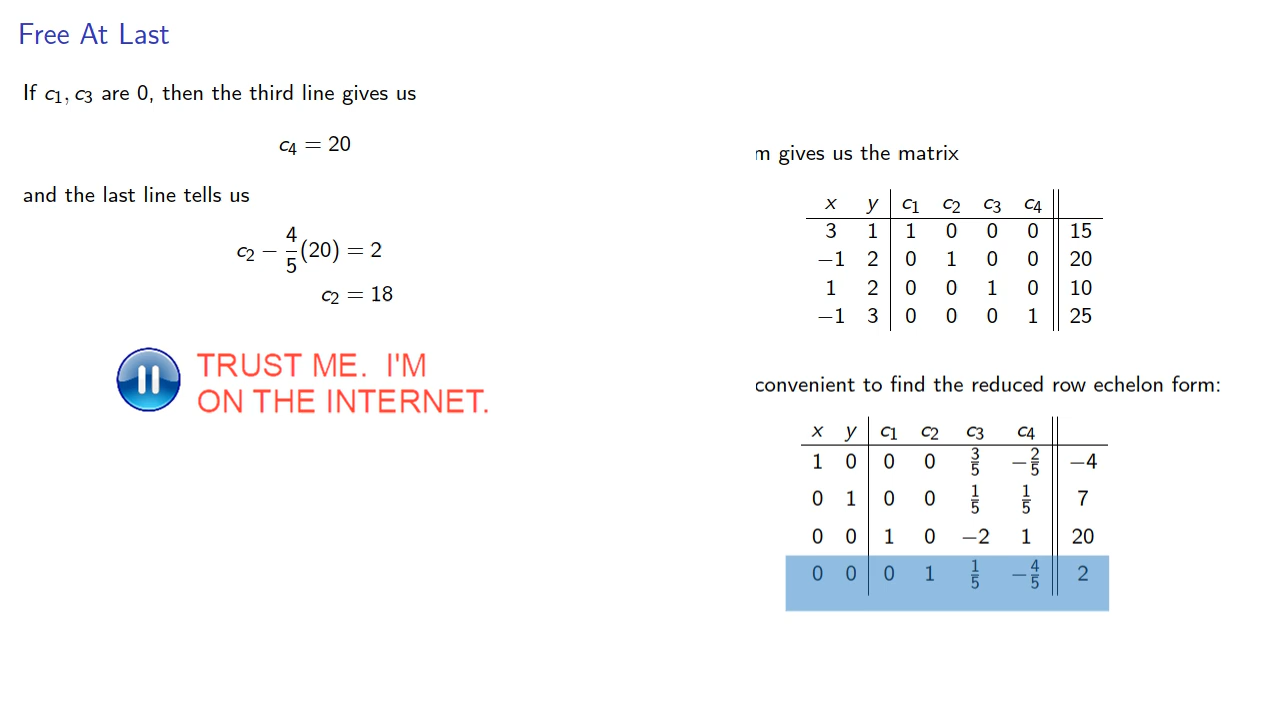 Free At Last
If c₁, c₃ are 0, then the third line gives us
c₄ = 20
and the last line tells us
c₂ − 4/5 (20) = 2
c₂ = 18
TRUST ME. I'M
ON THE INTERNET.
m gives us the matrix
x y c₁ c₂ c₃ c₄
3 1 1 0 0 0 15
−1 2 0 1 0 0 20
1 2 0 0 1 0 10
−1 3 0 0 0 1 25
convenient to find the reduced row echelon form:
x y c₁ c₂ c₃ c₄
1 0 0 0 3/5 −2/5 −4
0 1 0 0 1/5 1/5 7
0 0 1 0 −2 1 20
0 0 0 1 1/5 −4/5 2